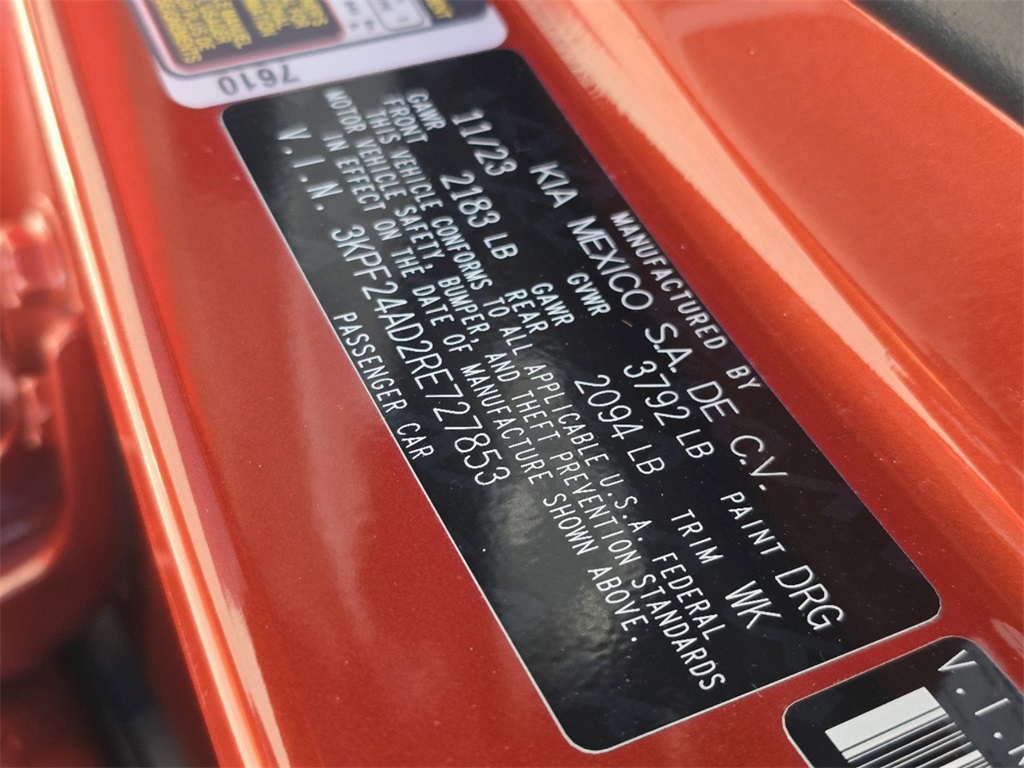 7610
MANUFACTURED BY
KIA MEXICO S.A. DE C.V.
11/23 GVWR 3792 LB PAINT DRG
GAWR FRONT 2183 LB GAWR REAR 2094 LB TRIM WK
THIS VEHICLE CONFORMS TO ALL APPLICABLE U.S.A. FEDERAL
MOTOR VEHICLE SAFETY, BUMPER, AND THEFT PREVENTION STANDARDS
IN EFFECT ON THE DATE OF MANUFACTURE SHOWN ABOVE.
V.I.N. 3KPF24AD2RE727853
PASSENGER CAR
V.I.N